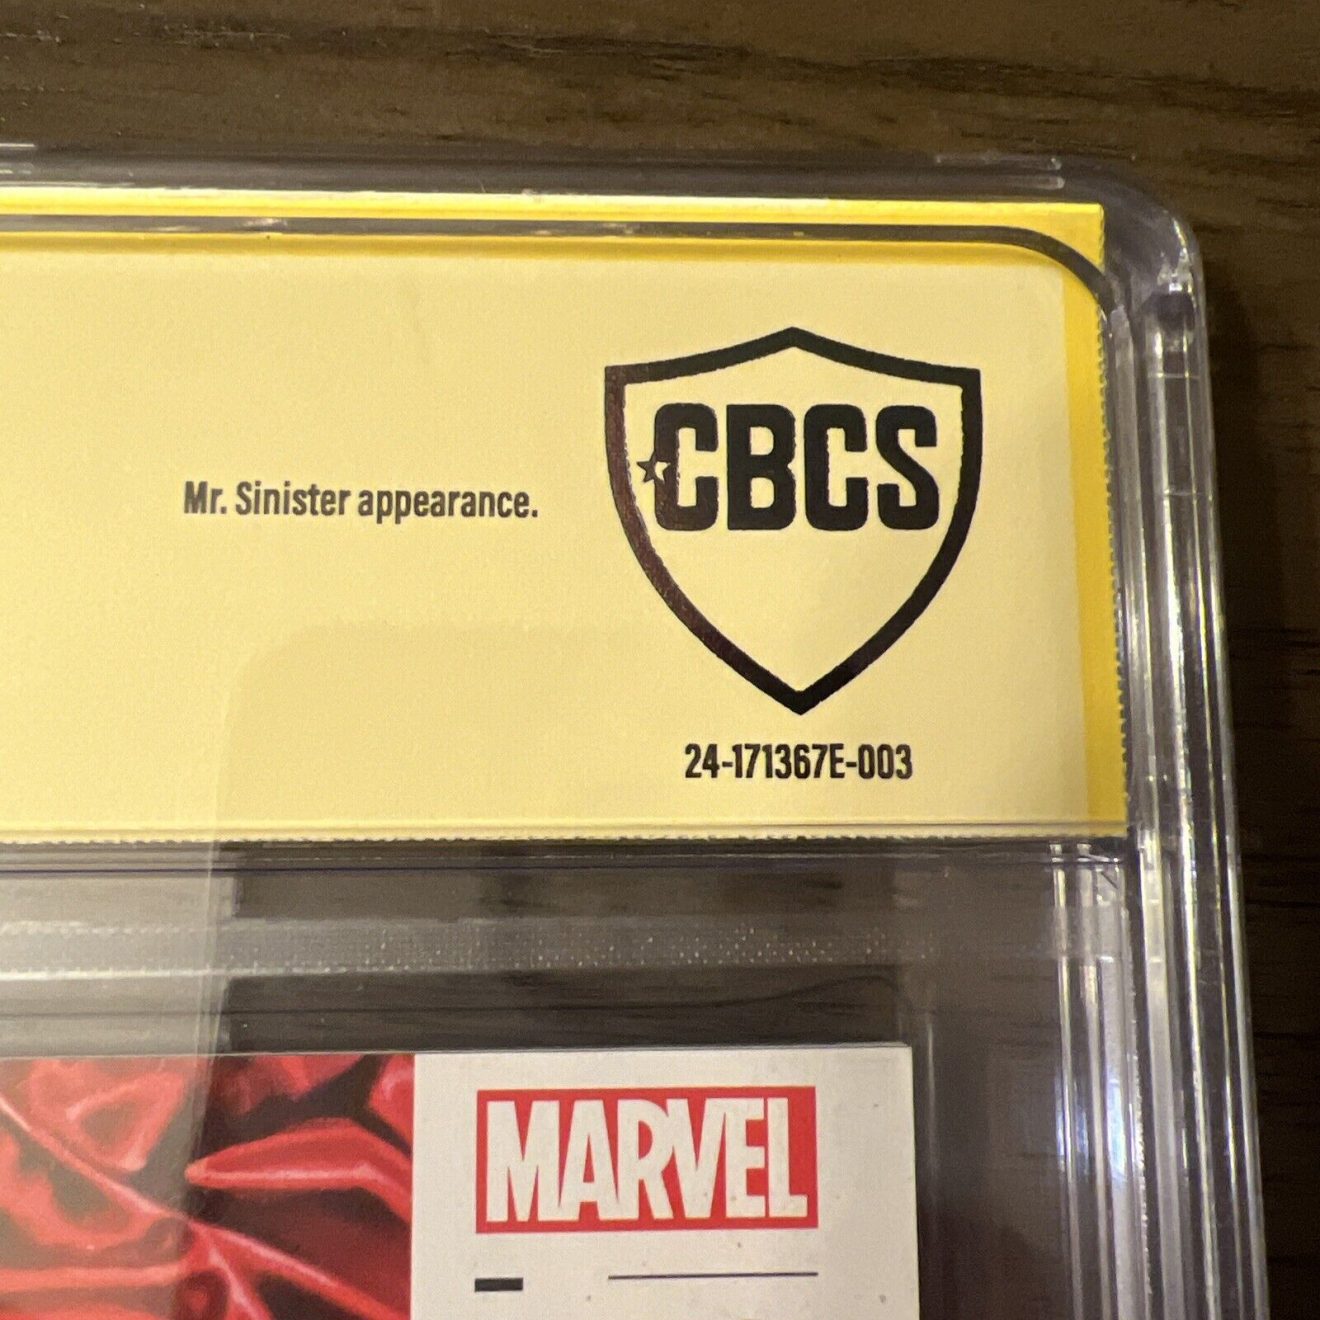 CBCS
Mr. Sinister appearance.
24-171367E-003
MARVEL